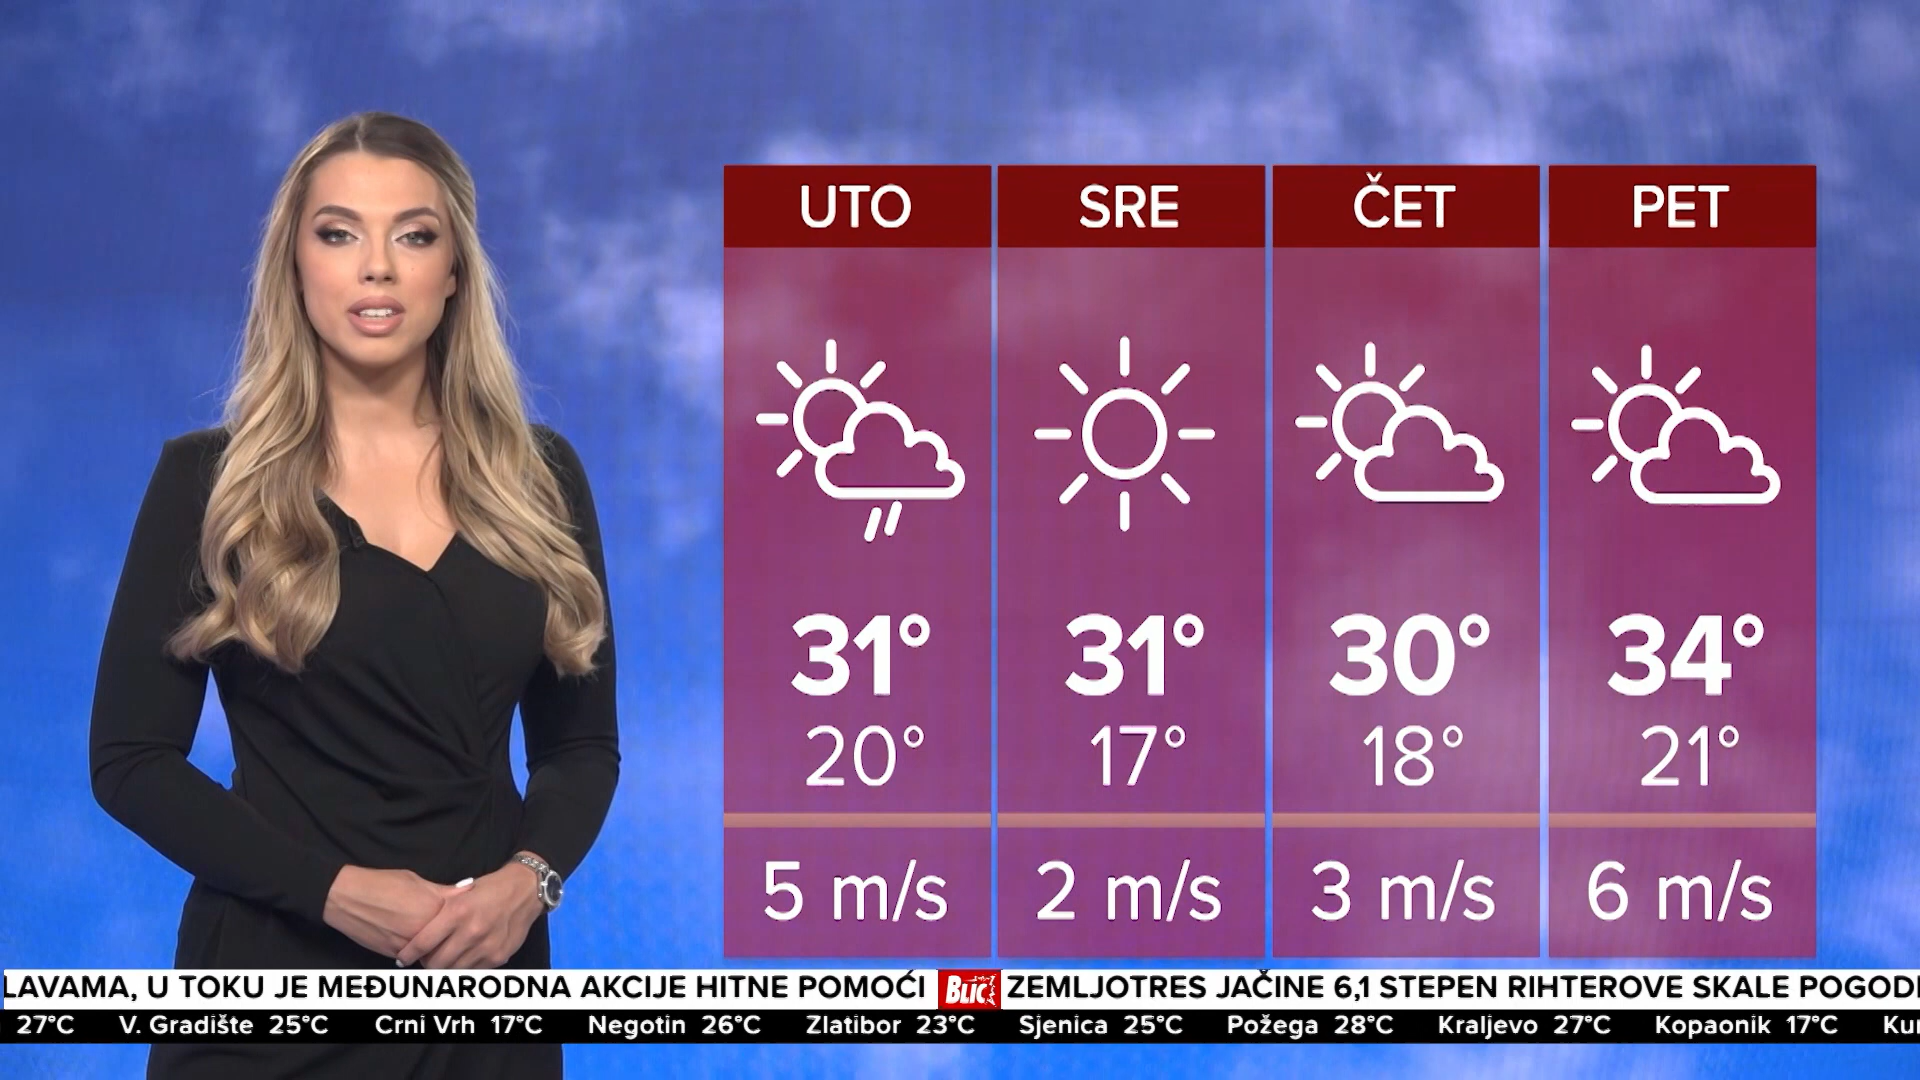 UTO SRE ČET PET
31° 31° 30° 34°
20° 17° 18° 21°
5 m/s 2 m/s 3 m/s 6 m/s
LAVAMA, U TOKU JE MEĐUNARODNA AKCIJE HITNE POMOĆI BLIC ZEMLJOTRES JAČINE 6,1 STEPEN RIHTEROVE SKALE POGODI
27°C V. Gradište 25°C Crni Vrh 17°C Negotin 26°C Zlatibor 23°C Sjenica 25°C Požega 28°C Kraljevo 27°C Kopaonik 17°C Kur